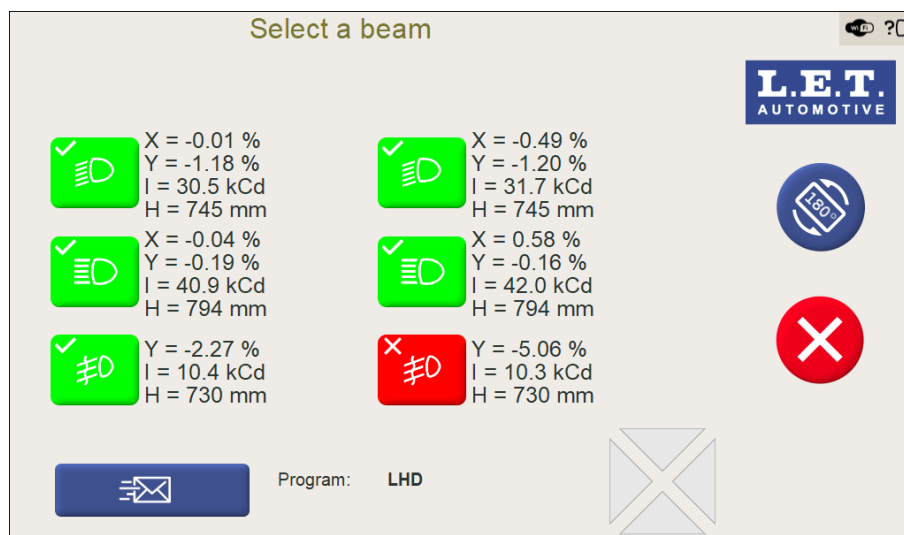 Select a beam
WiFi ?
L.E.T.
AUTOMOTIVE
X = -0.01 %
Y = -1.18 %
I = 30.5 kCd
H = 745 mm
X = -0.49 %
Y = -1.20 %
I = 31.7 kCd
H = 745 mm
180°
X = -0.04 %
Y = -0.19 %
I = 40.9 kCd
H = 794 mm
X = 0.58 %
Y = -0.16 %
I = 42.0 kCd
H = 794 mm
Y = -2.27 %
I = 10.4 kCd
H = 730 mm
Y = -5.06 %
I = 10.3 kCd
H = 730 mm
Program: LHD